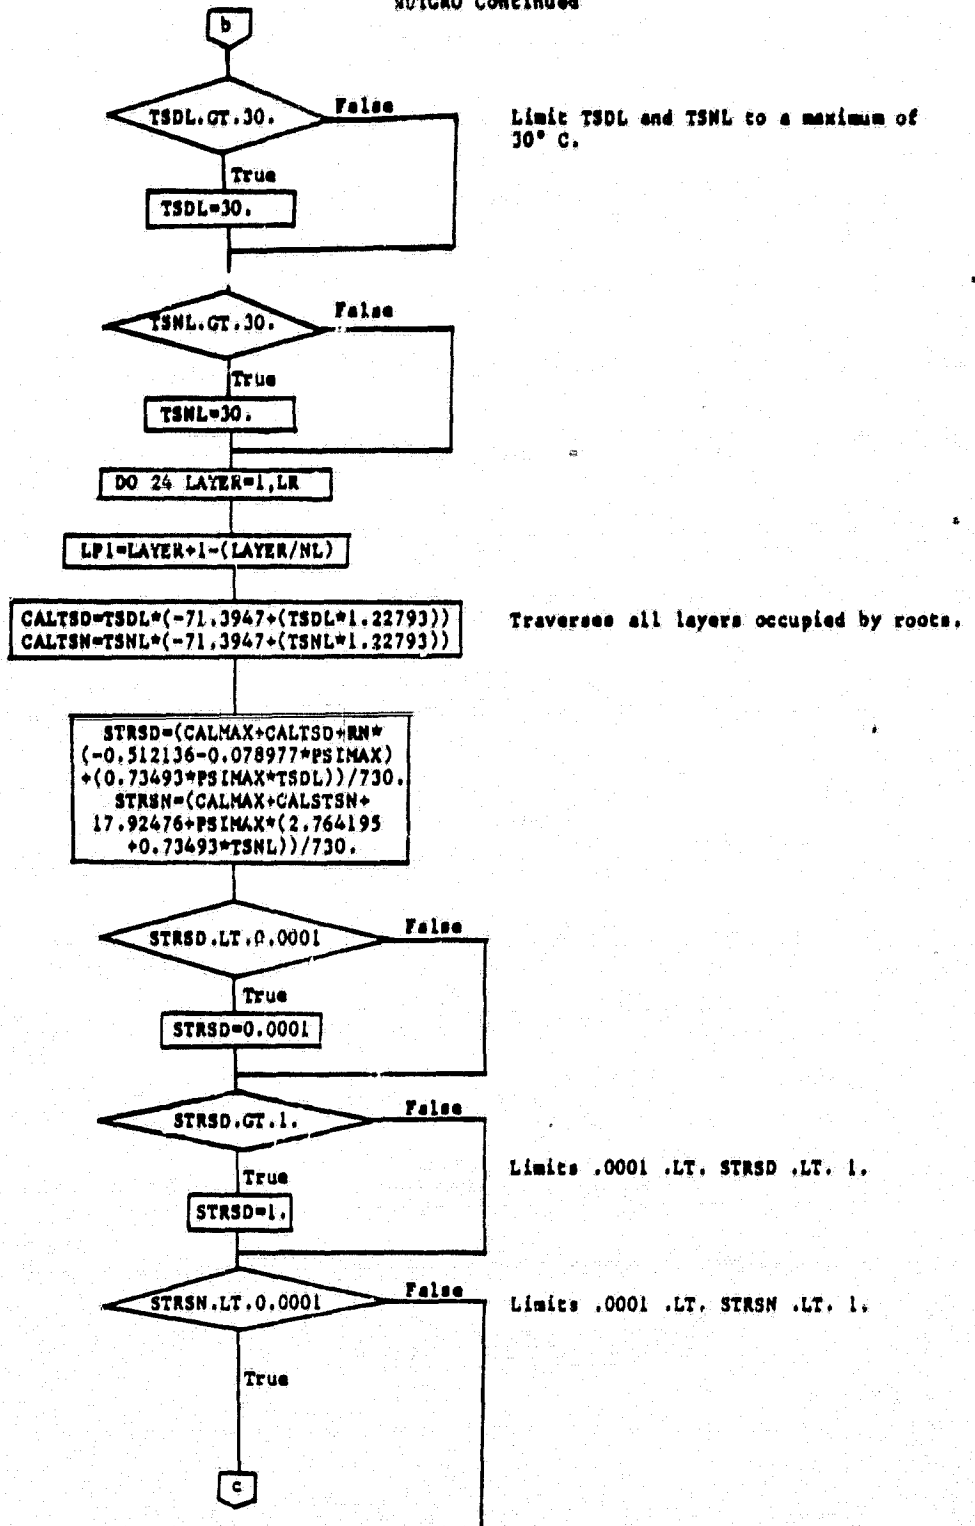 Continued
b
TSDL.GT.30.
False
Limit TSDL and TSNL to a maximum of
30° C.
True
TSDL=30.
TSNL.GT.30.
False
True
TSNL=30.
DO 24 LAYER=1,LR
LP1=LAYER+1-(LAYER/NL)
CALTSD=TSDL*(-71.3947+(TSDL*1.22793))
CALTSN=TSNL*(-71.3947+(TSNL*1.22793))
Traverses all layers occupied by roots.
STRSD=(CALMAX+CALTSD+RN*
(-0.512136-0.078977*PSIMAX)
+(0.73493*PSIMAX*TSDL))/730.
STRSN=(CALMAX+CALSTSN+
17.92476+PSIMAX*(2.764195
+0.73493*TSNL))/730.
STRSD.LT.0.0001
False
True
STRSD=0.0001
STRSD.GT.1.
False
Limits .0001 .LT. STRSD .LT. 1.
True
STRSD=1.
STRSN.LT.0.0001
False
Limits .0001 .LT. STRSN .LT. 1.
True
c